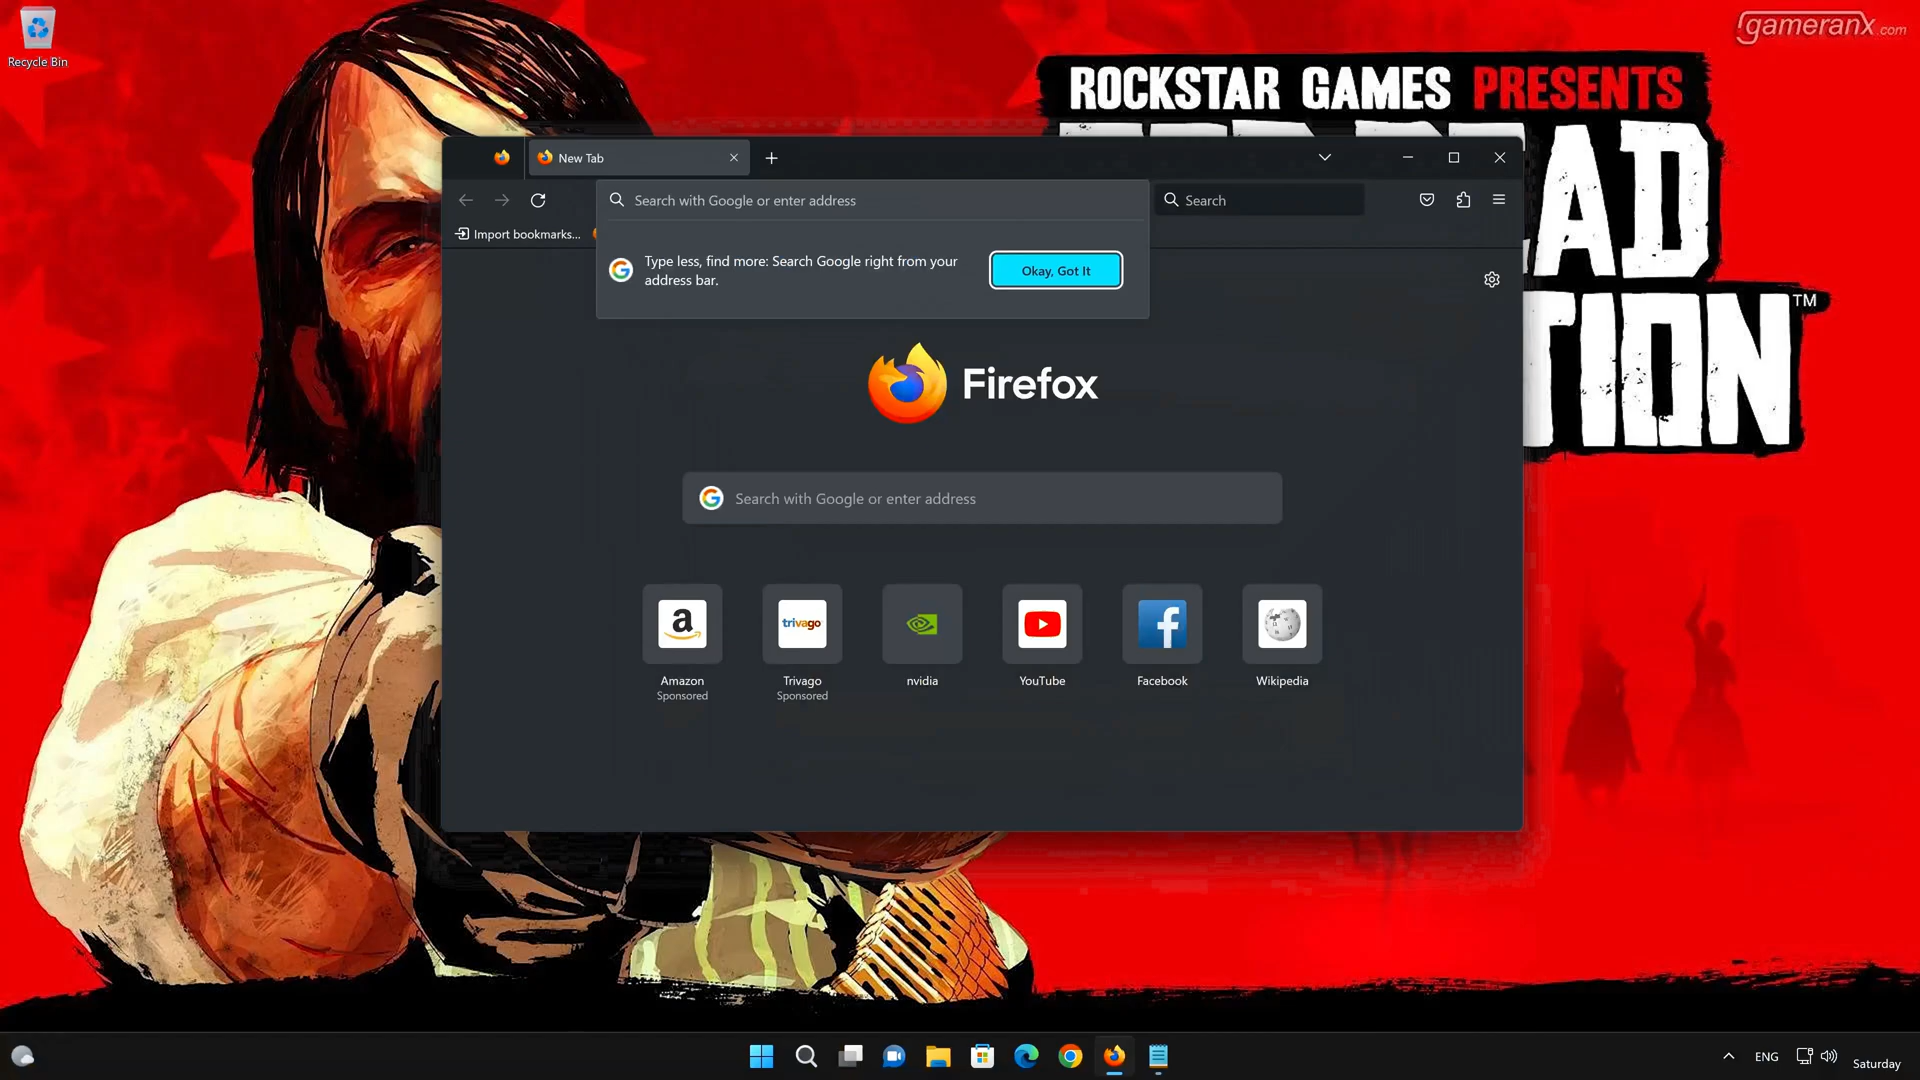 Recycle Bin
gameranx.com
ROCKSTAR GAMES PRESENTS
AD
TION™
New Tab
Search with Google or enter address
Search
Import bookmarks...
Type less, find more: Search Google right from your
address bar.
Okay, Got It
Firefox
Search with Google or enter address
a
trivago
f
Amazon
Sponsored
Trivago
Sponsored
nvidia
YouTube
Facebook
Wikipedia
ENG
Saturday